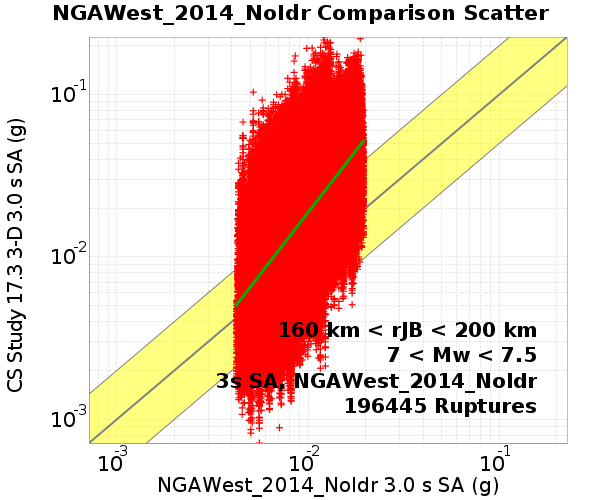 NGAWest_2014_NoIdr Comparison Scatter
CS Study 17.3 3-D 3.0 s SA (g)
10-1
10-2
10-3
160 km < rJB < 200 km
7 < Mw < 7.5
3s SA, NGAWest_2014_NoIdr
196445 Ruptures
10-3 10-2 10-1
NGAWest_2014_NoIdr 3.0 s SA (g)